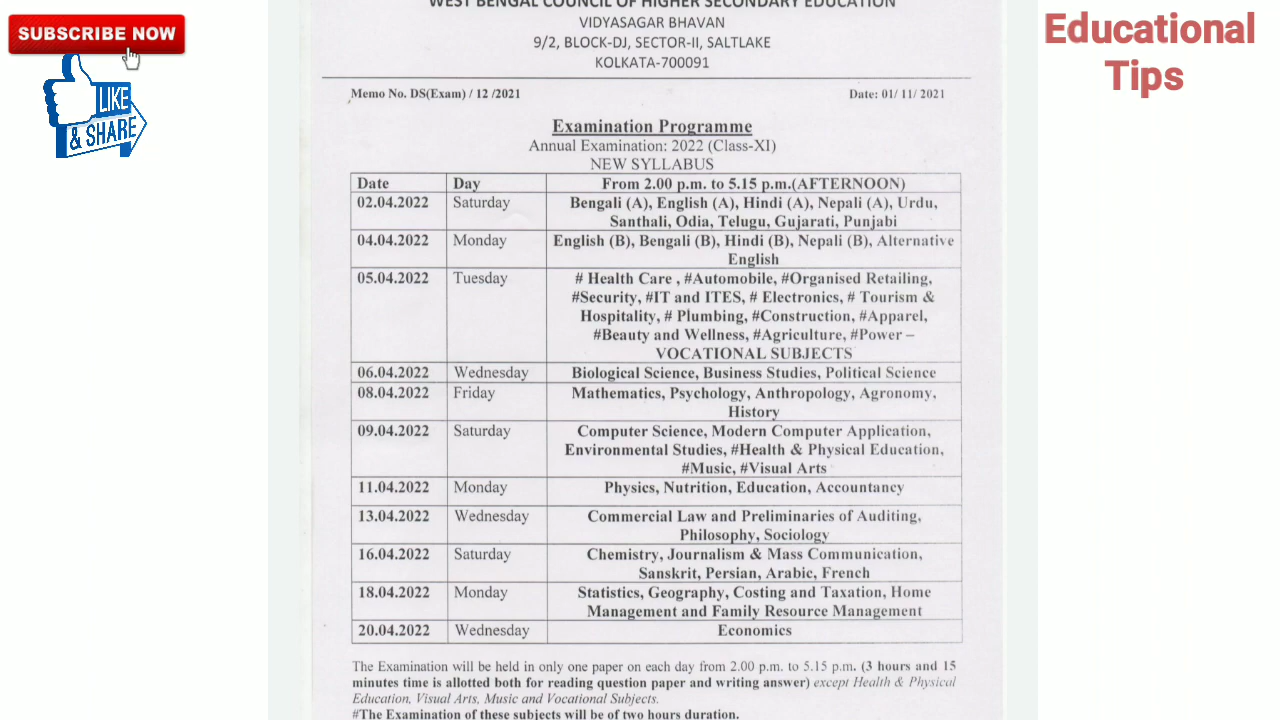 WEST BENGAL COUNCIL OF HIGHER SECONDARY EDUCATION
VIDYASAGAR BHAVAN
9/2, BLOCK-DJ, SECTOR-II, SALTLAKE
KOLKATA-700091
SUBSCRIBE NOW
LIKE
& SHARE
Educational
Tips
Memo No. DS(Exam) / 12 /2021 Date: 01/ 11/ 2021
Examination Programme
Annual Examination: 2022 (Class-XI)
NEW SYLLABUS
Date Day From 2.00 p.m. to 5.15 p.m.(AFTERNOON)
02.04.2022 Saturday Bengali (A), English (A), Hindi (A), Nepali (A), Urdu,
Santhali, Odia, Telugu, Gujarati, Punjabi
04.04.2022 Monday English (B), Bengali (B), Hindi (B), Nepali (B), Alternative
English
05.04.2022 Tuesday # Health Care , #Automobile, #Organised Retailing,
#Security, #IT and ITES, # Electronics, # Tourism &
Hospitality, # Plumbing, #Construction, #Apparel,
#Beauty and Wellness, #Agriculture, #Power –
VOCATIONAL SUBJECTS
06.04.2022 Wednesday Biological Science, Business Studies, Political Science
08.04.2022 Friday Mathematics, Psychology, Anthropology, Agronomy,
History
09.04.2022 Saturday Computer Science, Modern Computer Application,
Environmental Studies, #Health & Physical Education,
#Music, #Visual Arts
11.04.2022 Monday Physics, Nutrition, Education, Accountancy
13.04.2022 Wednesday Commercial Law and Preliminaries of Auditing,
Philosophy, Sociology
16.04.2022 Saturday Chemistry, Journalism & Mass Communication,
Sanskrit, Persian, Arabic, French
18.04.2022 Monday Statistics, Geography, Costing and Taxation, Home
Management and Family Resource Management
20.04.2022 Wednesday Economics
The Examination will be held in only one paper on each day from 2.00 p.m. to 5.15 p.m. (3 hours and 15
minutes time is allotted both for reading question paper and writing answer) except Health & Physical
Education, Visual Arts, Music and Vocational Subjects.
#The Examination of these subjects will be of two hours duration.